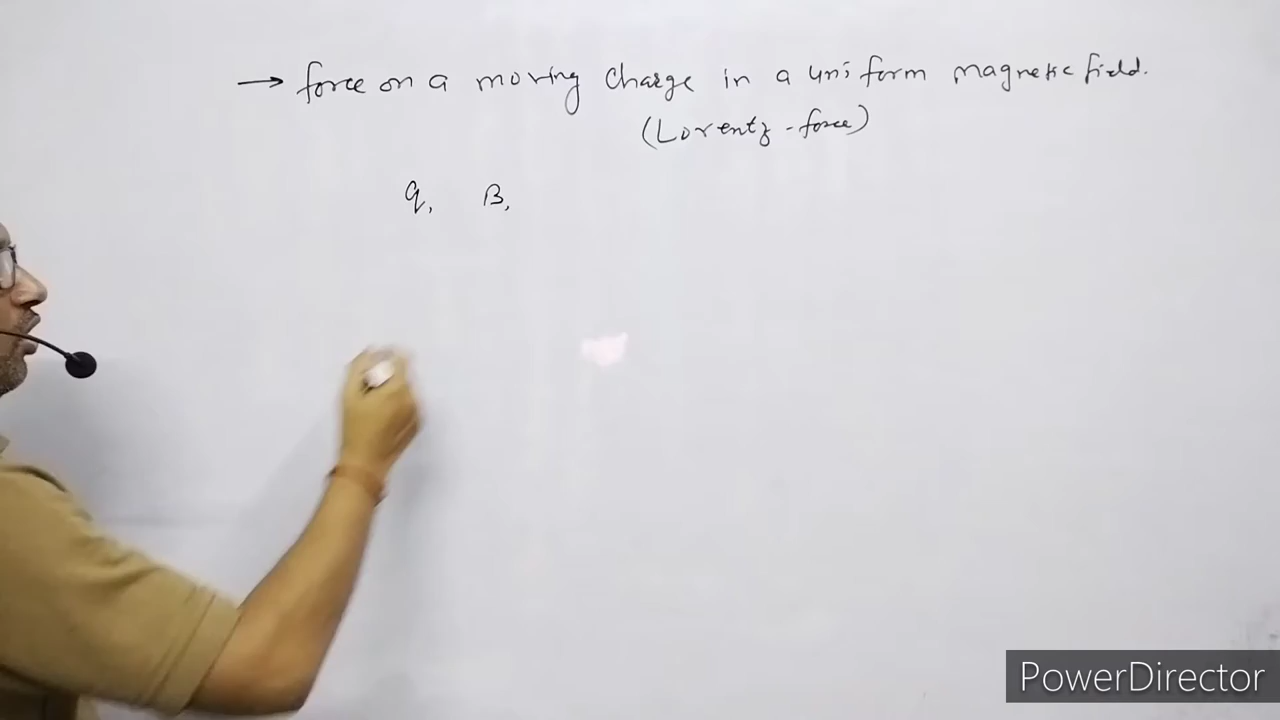 → force on a moving charge in a uniform magnetic field.
(Lorentz - force)
q, B,
PowerDirector